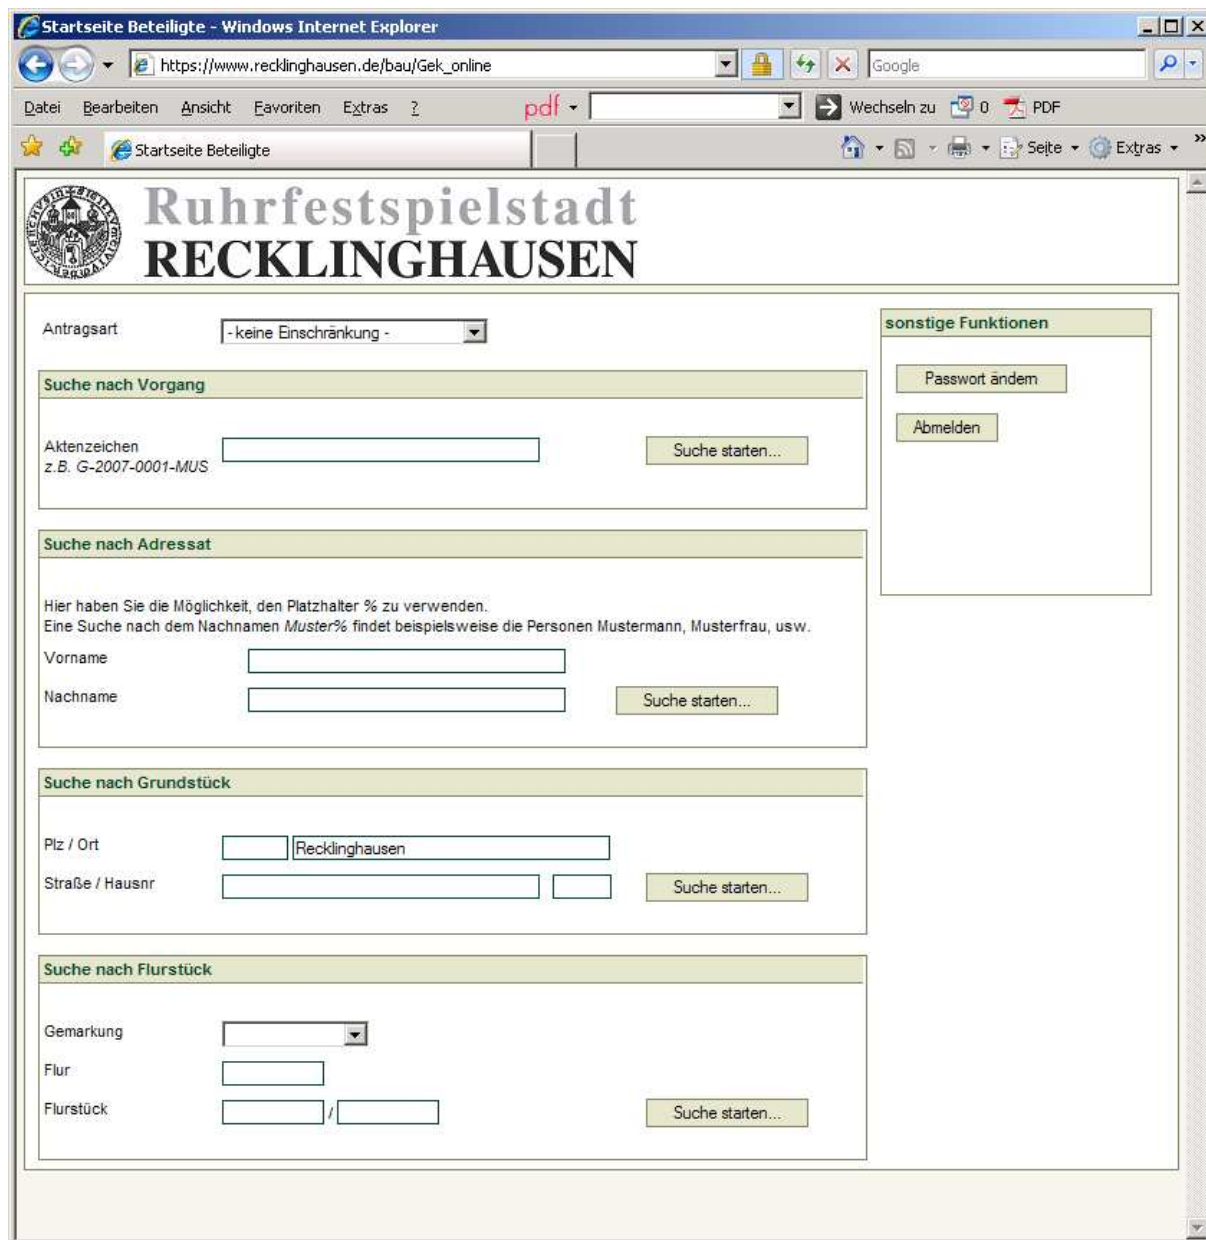 Startseite Beteiligte - Windows Internet Explorer
https://www.recklinghausen.de/bau/Gek_online
Google
Datei Bearbeiten Ansicht Favoriten Extras ?
pdf
Wechseln zu 0 PDF
Startseite Beteiligte
Seite Extras »
Ruhrfestspielstadt
RECKLINGHAUSEN
Antragsart
- keine Einschränkung -
Suche nach Vorgang
Aktenzeichen
z.B. G-2007-0001-MUS
Suche starten...
Suche nach Adressat
Hier haben Sie die Möglichkeit, den Platzhalter % zu verwenden.
Eine Suche nach dem Nachnamen Muster% findet beispielsweise die Personen Mustermann, Musterfrau, usw.
Vorname
Nachname
Suche starten...
Suche nach Grundstück
Plz / Ort
Recklinghausen
Straße / Hausnr
Suche starten...
Suche nach Flurstück
Gemarkung
Flur
Flurstück
/
Suche starten...
sonstige Funktionen
Passwort ändern
Abmelden